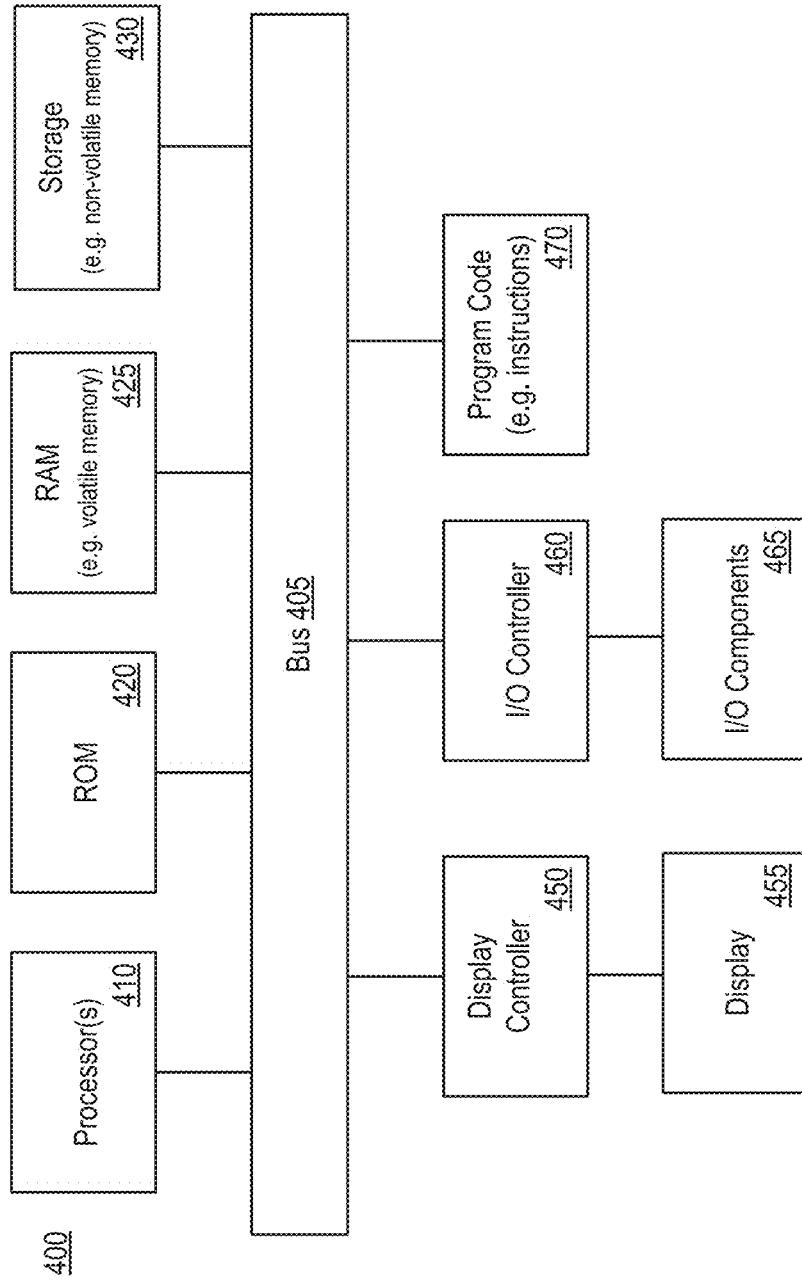 400
Processor(s)
410
ROM
420
RAM
(e.g. volatile memory)
425
Storage
(e.g. non-volatile memory)
430
Bus 405
Display
Controller
450
I/O Controller
460
Program Code
(e.g. instructions)
470
Display
455
I/O Components
465